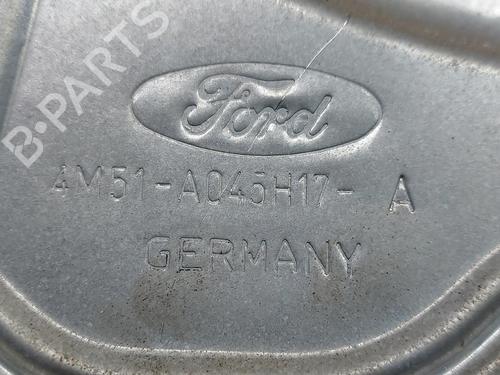 B-PARTS
Ford
4M51-A045H17- A
GERMANY